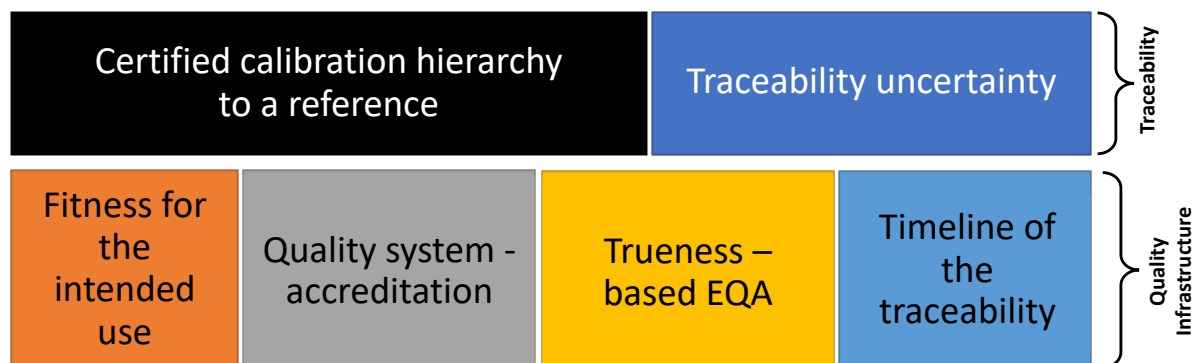 Certified calibration hierarchy
to a reference
Traceability uncertainty
Traceability
Fitness for
the
intended
use
Quality system -
accreditation
Trueness –
based EQA
Timeline of
the
traceability
Quality
Infrastructure